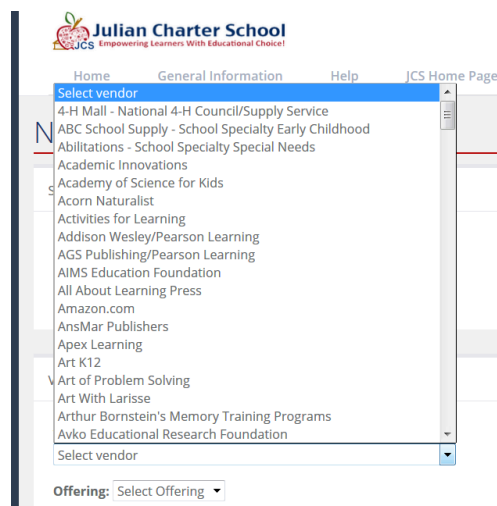 Julian Charter School
JCS Empowering Learners With Educational Choice!
Home General Information Help JCS Home Page
Select vendor
4-H Mall - National 4-H Council/Supply Service
ABC School Supply - School Specialty Early Childhood
N
Abilitations - School Specialty Special Needs
Academic Innovations
Academy of Science for Kids
S
Acorn Naturalist
Activities for Learning
Addison Wesley/Pearson Learning
AGS Publishing/Pearson Learning
AIMS Education Foundation
All About Learning Press
Amazon.com
AnsMar Publishers
Apex Learning
Art K12
V
Art of Problem Solving
Art With Larisse
Arthur Bornstein's Memory Training Programs
Avko Educational Research Foundation
Select vendor
Offering: Select Offering